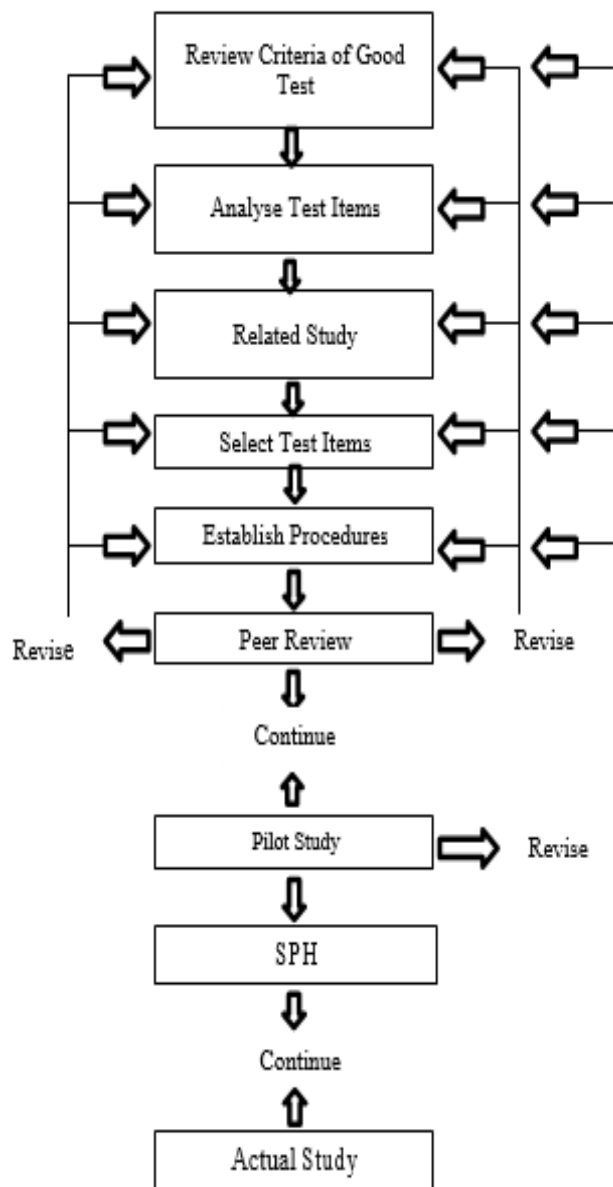 Review Criteria of Good
Test
Analyse Test Items
Related Study
Select Test Items
Establish Procedures
Revise
Peer Review
Revise
Continue
Pilot Study
Revise
SPH
Continue
Actual Study